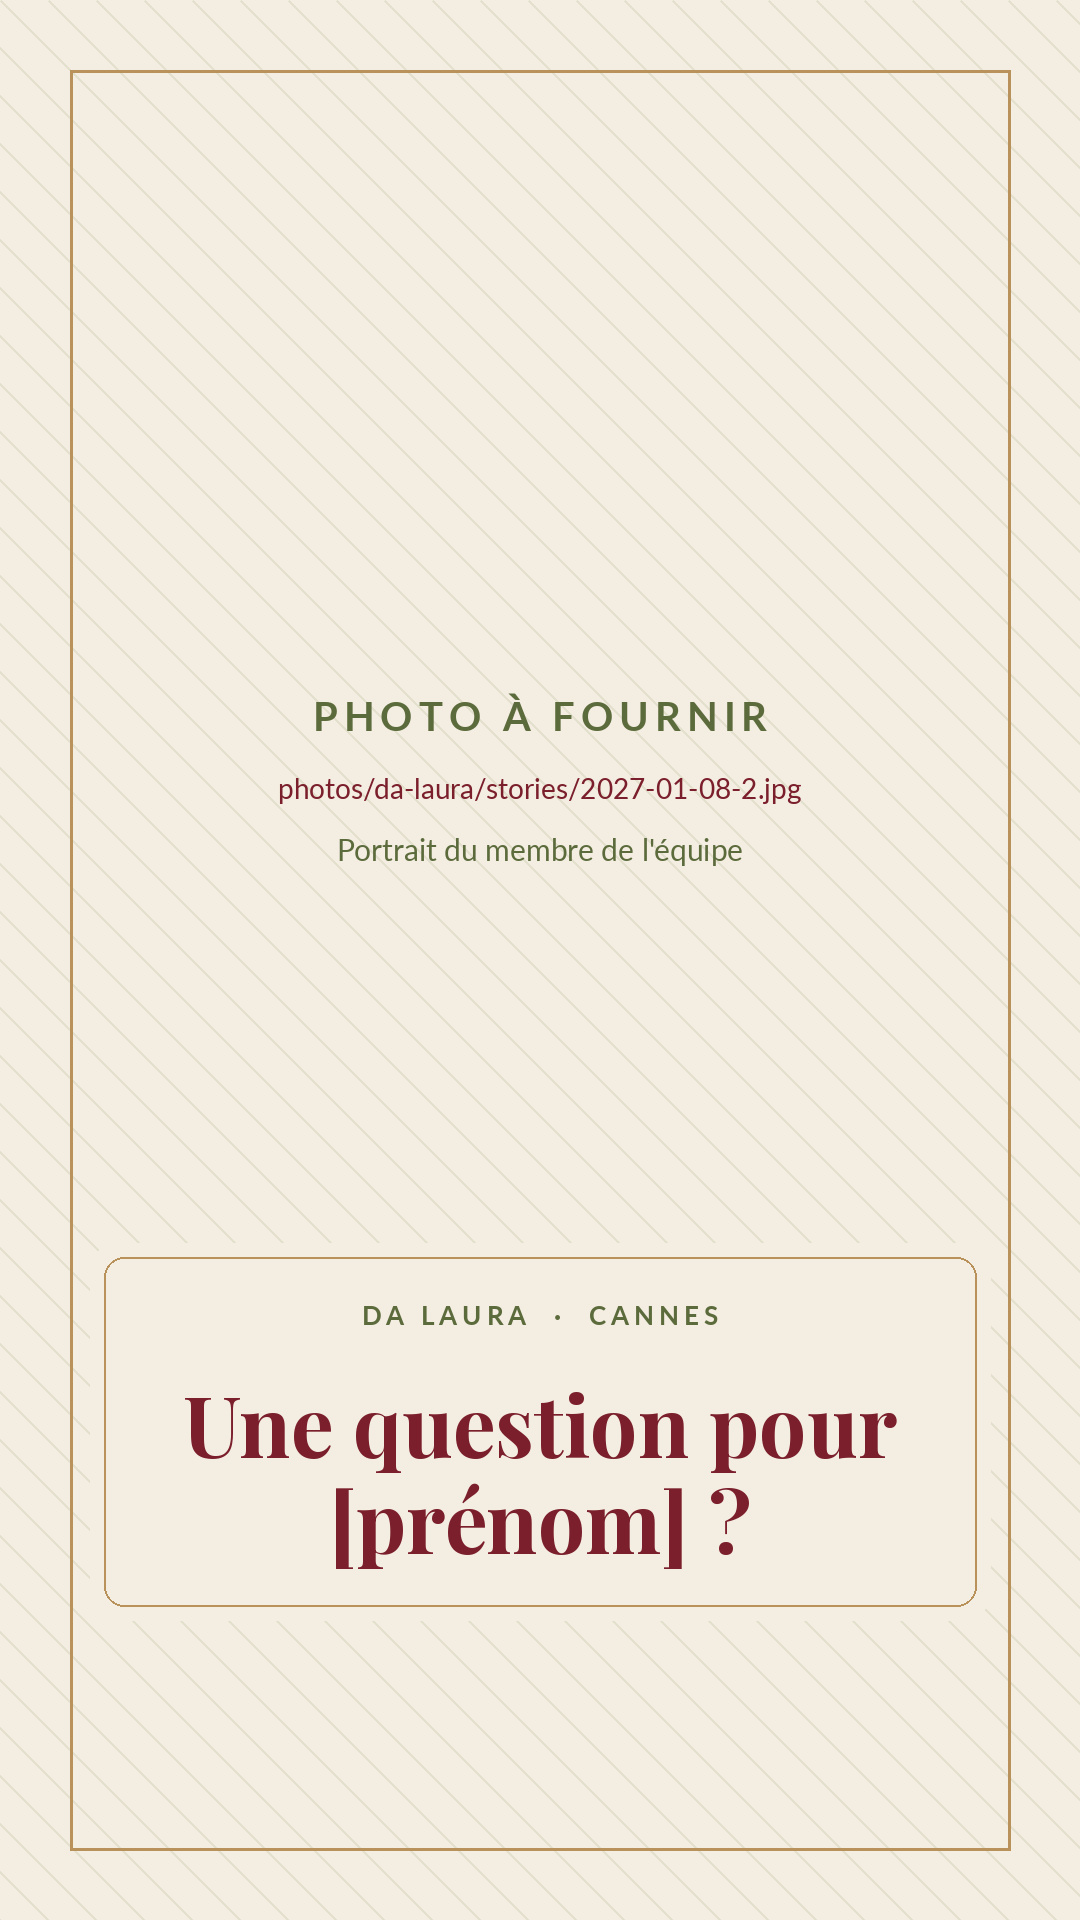 PHOTO À FOURNIR
photos/da-laura/stories/2027-01-08-2.jpg
Portrait du membre de l'équipe
DA LAURA · CANNES
Une question pour
[prénom] ?